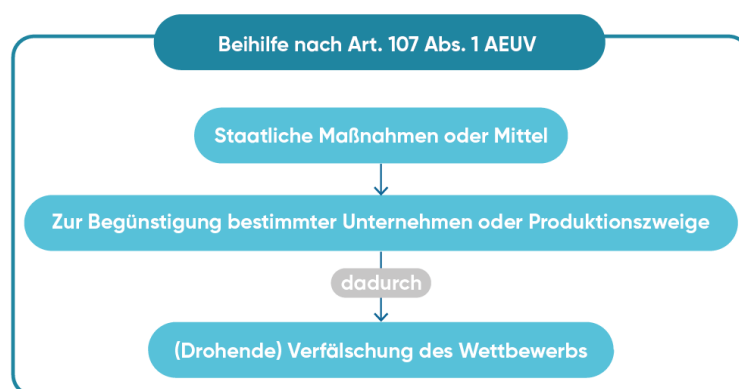 Beihilfe nach Art. 107 Abs. 1 AEUV
Staatliche Maßnahmen oder Mittel
Zur Begünstigung bestimmter Unternehmen oder Produktionszweige
dadurch
(Drohende) Verfälschung des Wettbewerbs